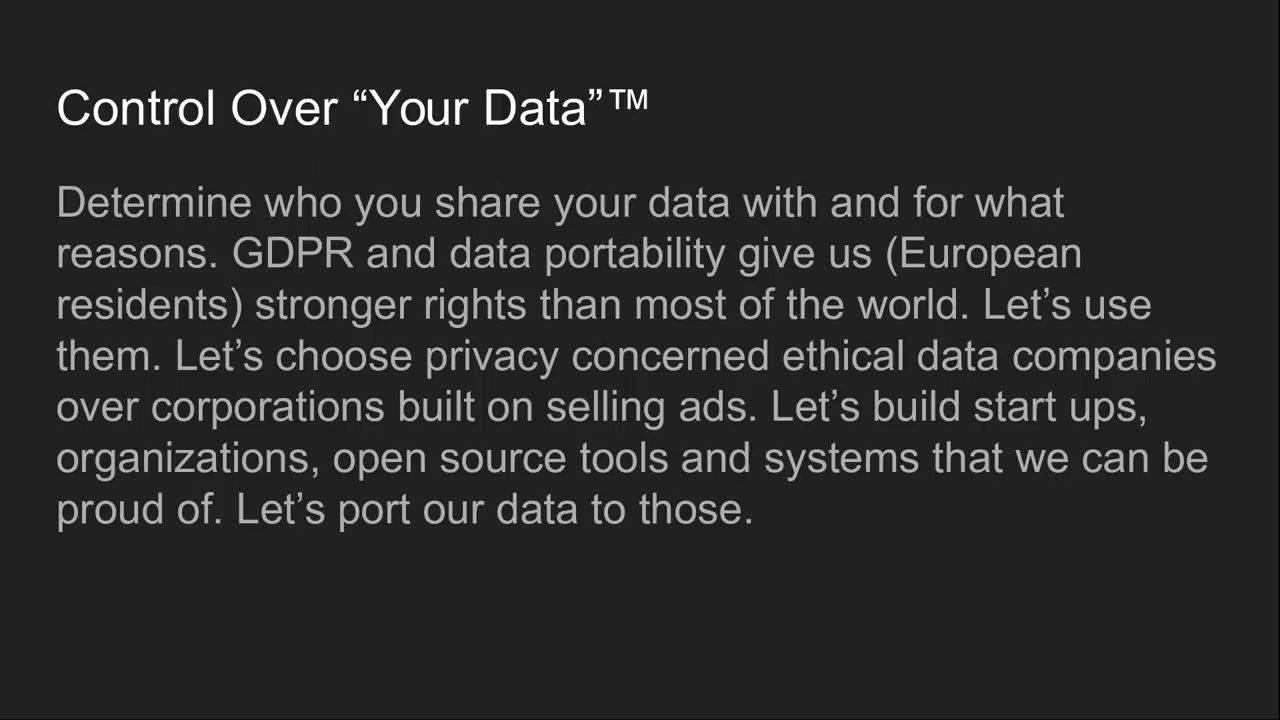 Control Over “Your Data”™
Determine who you share your data with and for what
reasons. GDPR and data portability give us (European
residents) stronger rights than most of the world. Let’s use
them. Let’s choose privacy concerned ethical data companies
over corporations built on selling ads. Let’s build start ups,
organizations, open source tools and systems that we can be
proud of. Let’s port our data to those.